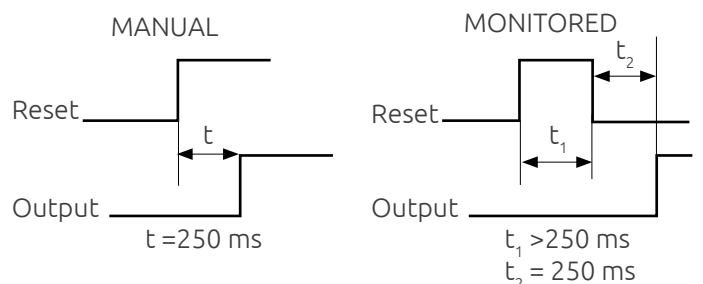 MANUAL
Reset
t
Output
t =250 ms
MONITORED
t2
Reset
t1
Output
t1 >250 ms
t2 = 250 ms